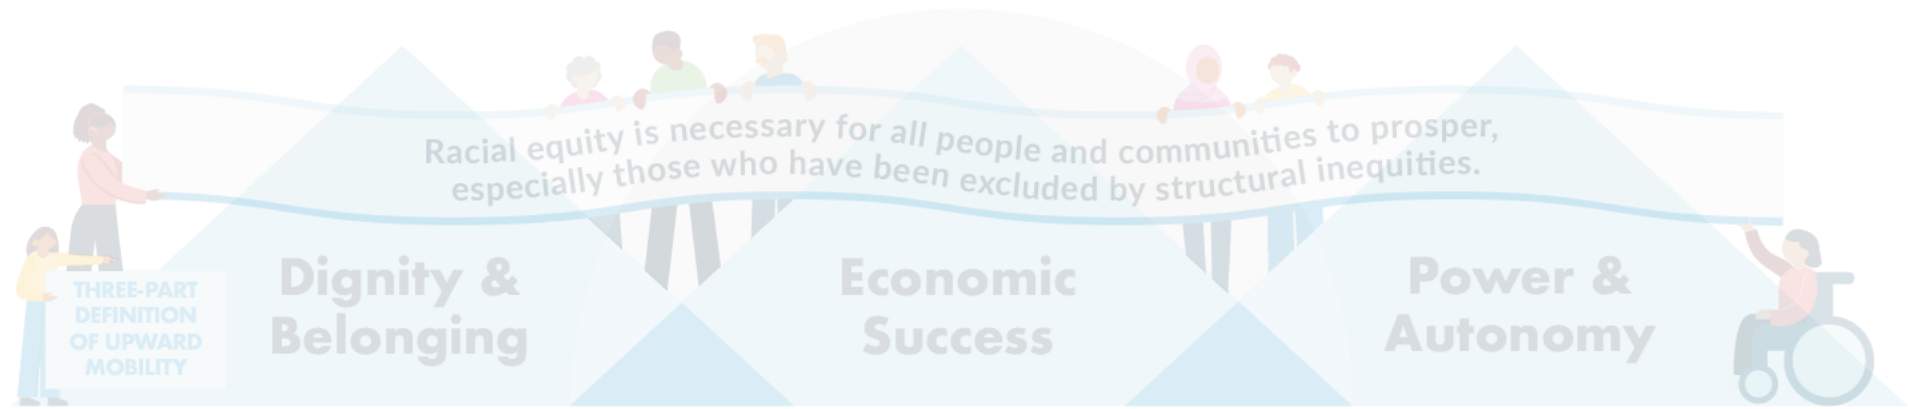 Racial equity is necessary for all people and communities to prosper,
especially those who have been excluded by structural inequities.
THREE-PART
DEFINITION
OF UPWARD
MOBILITY
Dignity &
Belonging
Economic
Success
Power &
Autonomy